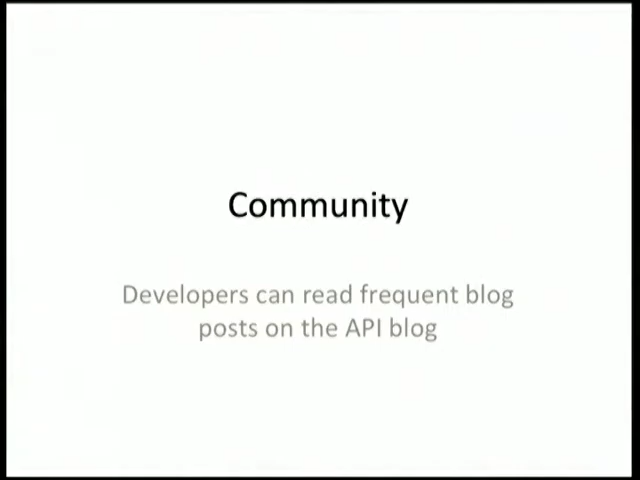 Community
Developers can read frequent blog
posts on the API blog